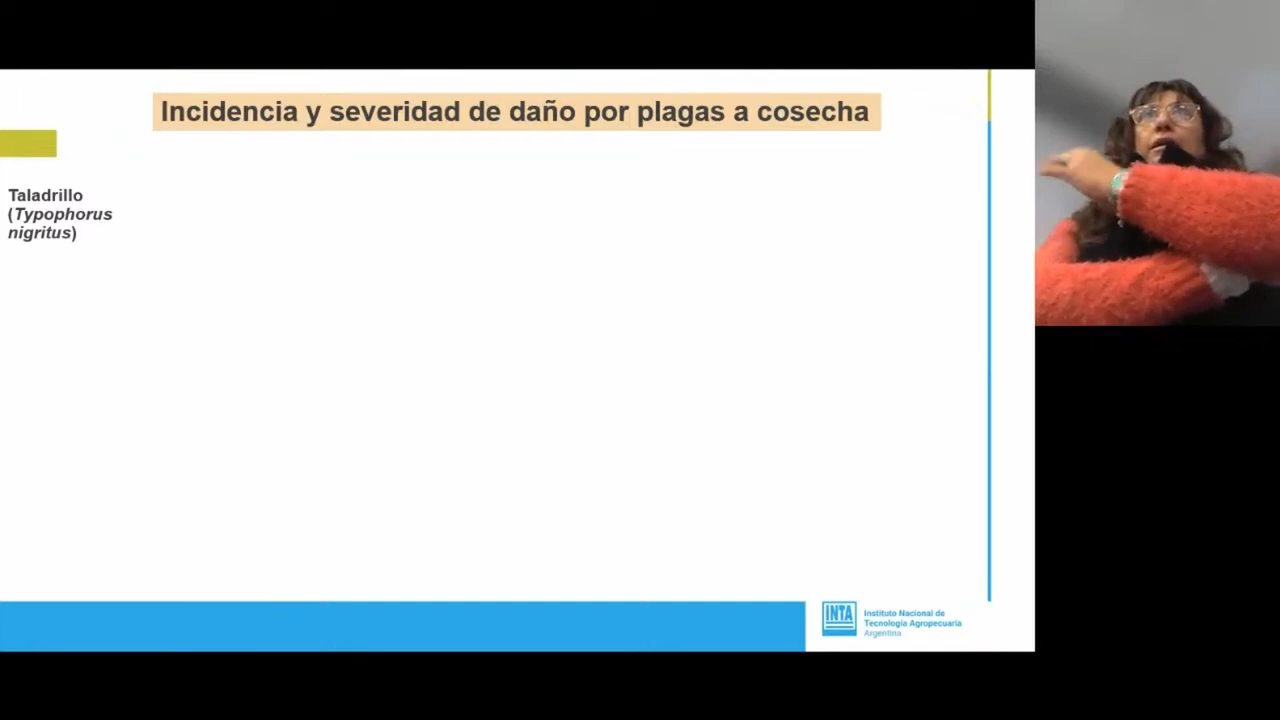 Incidencia y severidad de daño por plagas a cosecha
Taladrillo
(Typophorus
nigritus)
INTA
Instituto Nacional de
Tecnología Agropecuaria
Argentina